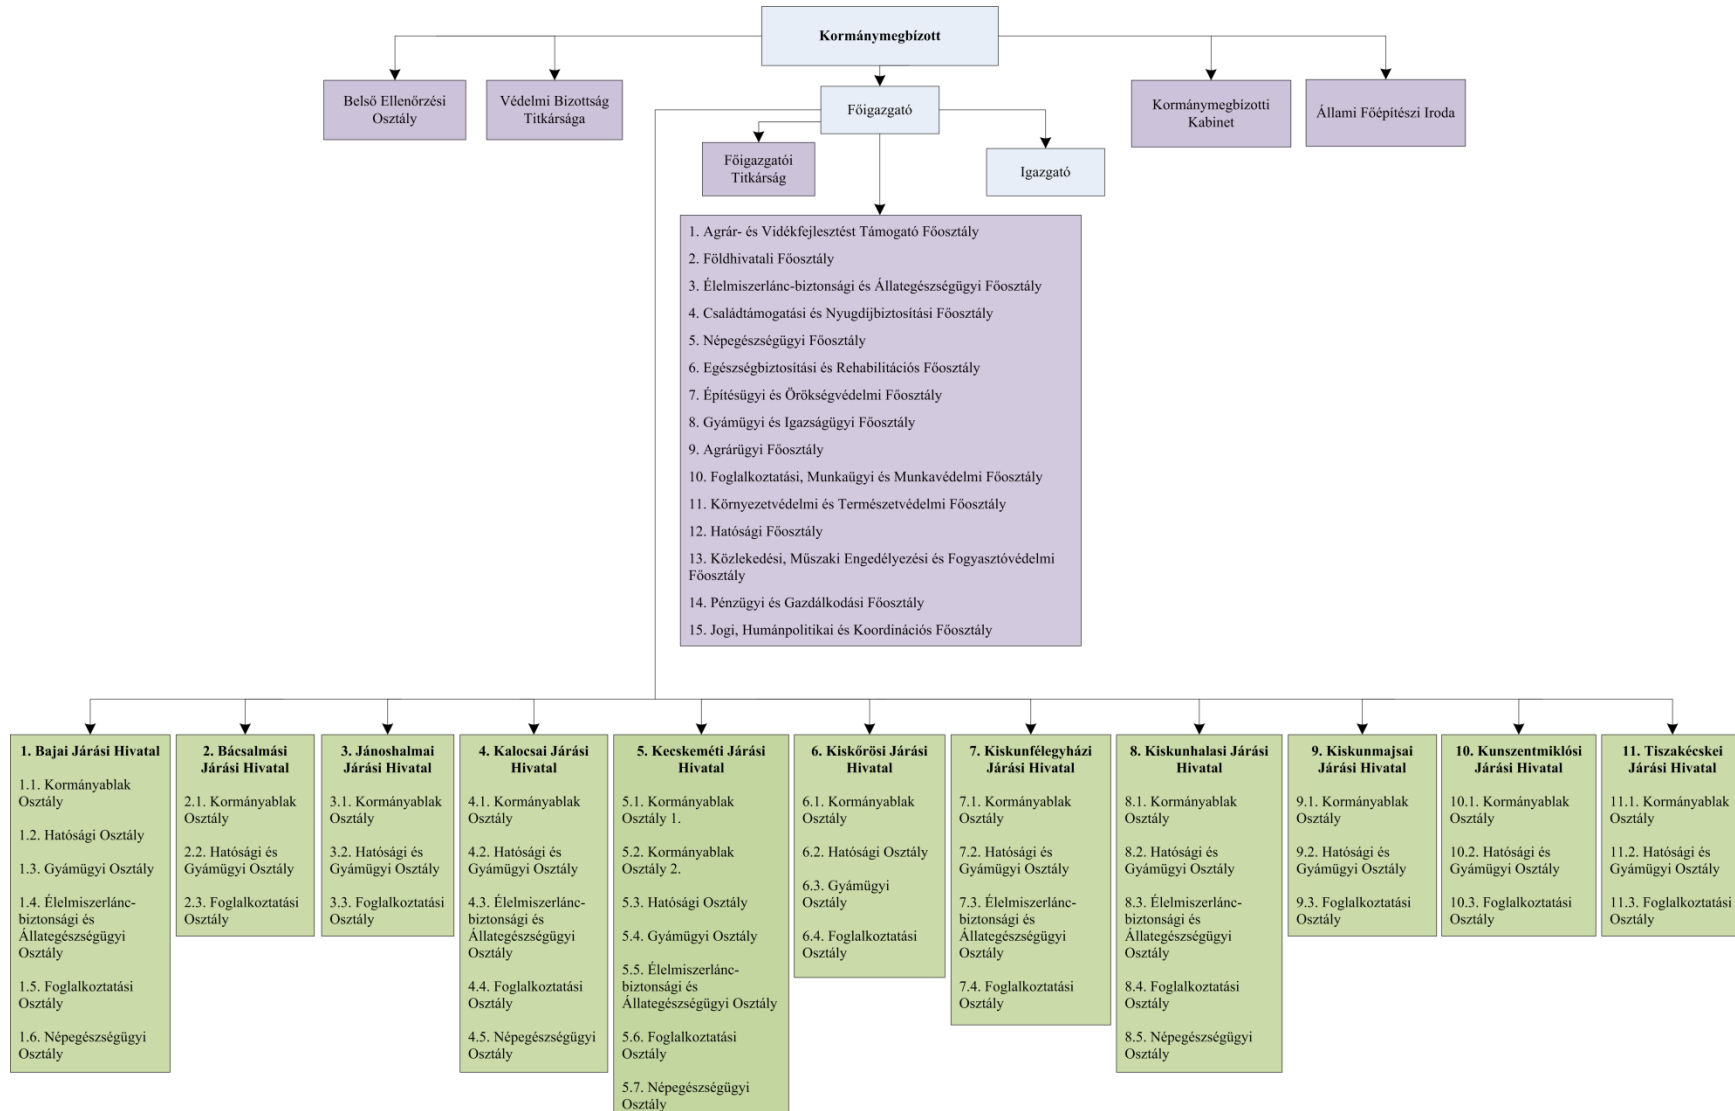 Kormánymegbízott
Belső Ellenőrzési
Osztály
Védelmi Bizottság
Titkársága
Kormánymegbízotti
Kabinet
Állami Főépítészi Iroda
Főigazgató
Főigazgatói
Titkárság
Igazgató
1. Agrár- és Vidékfejlesztést Támogató Főosztály
2. Földhivatali Főosztály
3. Élelmiszerlánc-biztonsági és Állategészségügyi Főosztály
4. Családtámogatási és Nyugdíjbiztosítási Főosztály
5. Népegészségügyi Főosztály
6. Egészségbiztosítási és Rehabilitációs Főosztály
7. Építésügyi és Örökségvédelmi Főosztály
8. Gyámügyi és Igazságügyi Főosztály
9. Agrárügyi Főosztály
10. Foglalkoztatási, Munkaügyi és Munkavédelmi Főosztály
11. Környezetvédelmi és Természetvédelmi Főosztály
12. Hatósági Főosztály
13. Közlekedési, Műszaki Engedélyezési és Fogyasztóvédelmi
Főosztály
14. Pénzügyi és Gazdálkodási Főosztály
15. Jogi, Humánpolitikai és Koordinációs Főosztály
1. Bajai Járási Hivatal
1.1. Kormányablak
Osztály
1.2. Hatósági Osztály
1.3. Gyámügyi Osztály
1.4. Élelmiszerlánc-
biztonsági és
Állategészségügyi
Osztály
1.5. Foglalkoztatási
Osztály
1.6. Népegészségügyi
Osztály
2. Bácsalmási
Járási Hivatal
2.1. Kormányablak
Osztály
2.2. Hatósági és
Gyámügyi Osztály
2.3. Foglalkoztatási
Osztály
3. Jánoshalmai
Járási Hivatal
3.1. Kormányablak
Osztály
3.2. Hatósági és
Gyámügyi Osztály
3.3. Foglalkoztatási
Osztály
4. Kalocsai Járási
Hivatal
4.1. Kormányablak
Osztály
4.2. Hatósági és
Gyámügyi Osztály
4.3. Élelmiszerlánc-
biztonsági és
Állategészségügyi
Osztály
4.4. Foglalkoztatási
Osztály
4.5. Népegészségügyi
Osztály
5. Kecskeméti Járási
Hivatal
5.1. Kormányablak
Osztály 1.
5.2. Kormányablak
Osztály 2.
5.3. Hatósági Osztály
5.4. Gyámügyi Osztály
5.5. Élelmiszerlánc-
biztonsági és
Állategészségügyi Osztály
5.6. Foglalkoztatási
Osztály
5.7. Népegészségügyi
Osztály
6. Kiskőrösi Járási
Hivatal
6.1. Kormányablak
Osztály
6.2. Hatósági Osztály
6.3. Gyámügyi
Osztály
6.4. Foglalkoztatási
Osztály
7. Kiskunfélegyházi
Járási Hivatal
7.1. Kormányablak
Osztály
7.2. Hatósági és
Gyámügyi Osztály
7.3. Élelmiszerlánc-
biztonsági és
Állategészségügyi
Osztály
7.4. Foglalkoztatási
Osztály
8. Kiskunhalasi Járási
Hivatal
8.1. Kormányablak
Osztály
8.2. Hatósági és
Gyámügyi Osztály
8.3. Élelmiszerlánc-
biztonsági és
Állategészségügyi
Osztály
8.4. Foglalkoztatási
Osztály
8.5. Népegészségügyi
Osztály
9. Kiskunmajsai
Járási Hivatal
9.1. Kormányablak
Osztály
9.2. Hatósági és
Gyámügyi Osztály
9.3. Foglalkoztatási
Osztály
10. Kunszentmiklósi
Járási Hivatal
10.1. Kormányablak
Osztály
10.2. Hatósági és
Gyámügyi Osztály
10.3. Foglalkoztatási
Osztály
11. Tiszakécskei
Járási Hivatal
11.1. Kormányablak
Osztály
11.2. Hatósági és
Gyámügyi Osztály
11.3. Foglalkoztatási
Osztály